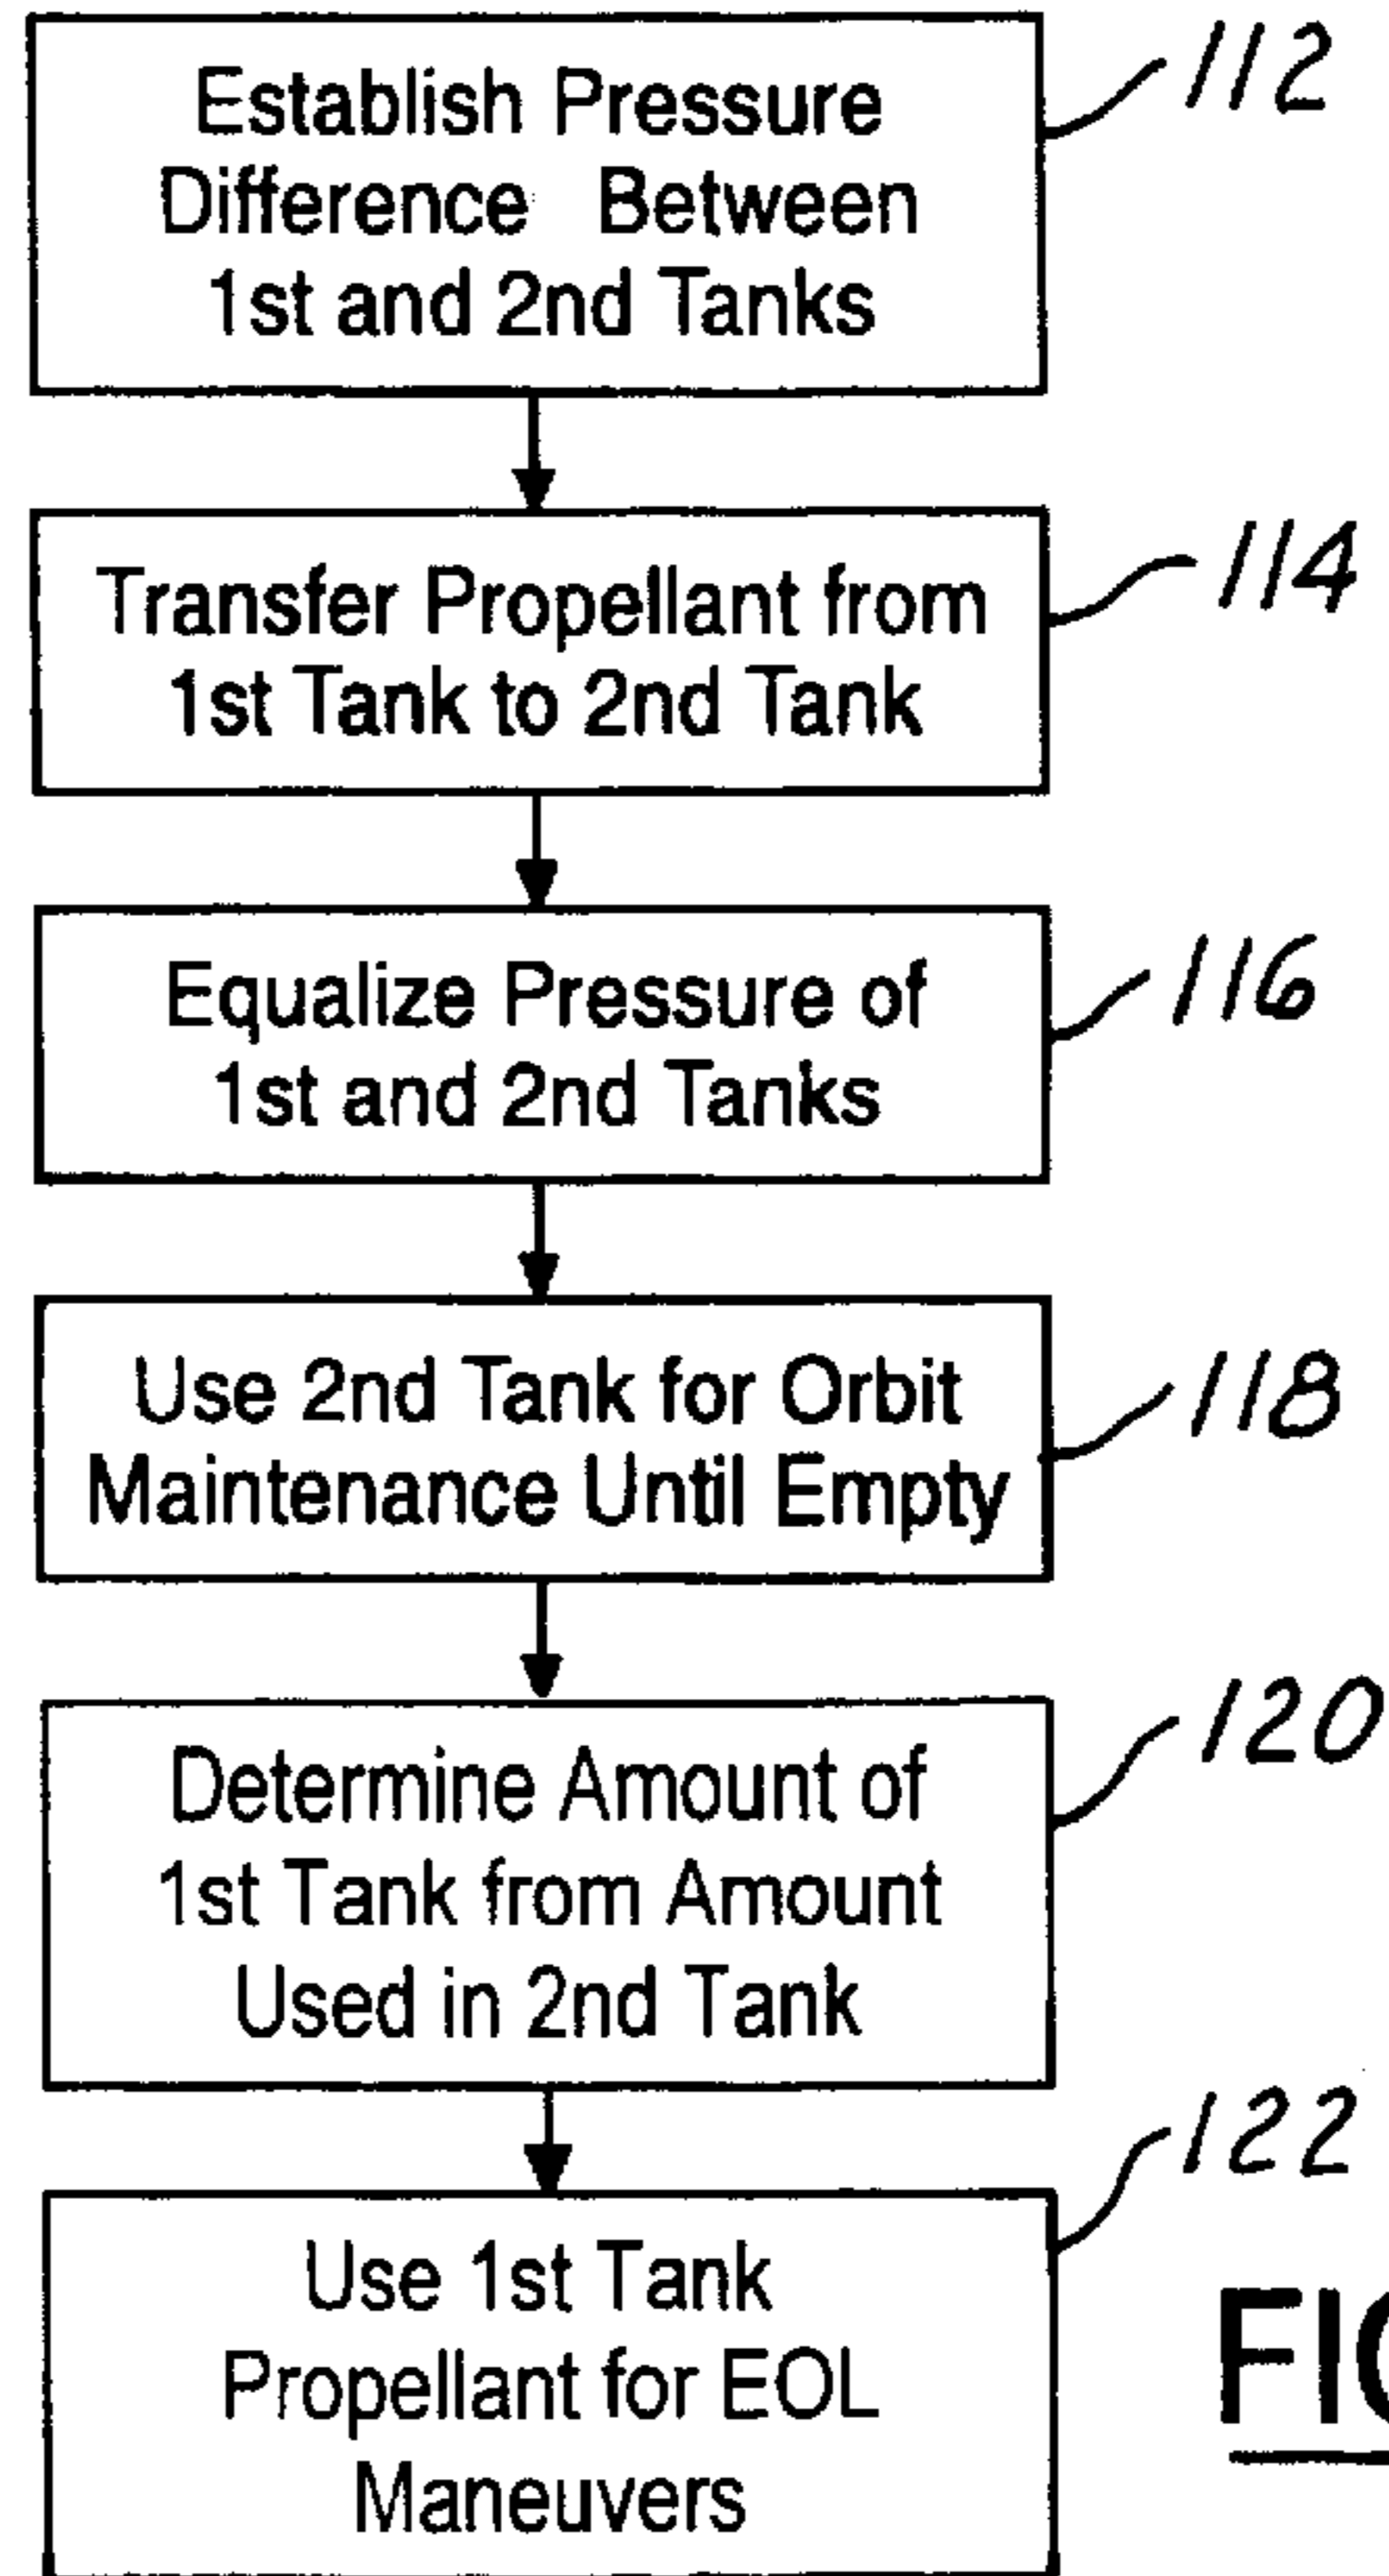 Establish Pressure
Difference Between
1st and 2nd Tanks
112
Transfer Propellant from
1st Tank to 2nd Tank
114
Equalize Pressure of
1st and 2nd Tanks
116
Use 2nd Tank for Orbit
Maintenance Until Empty
118
Determine Amount of
1st Tank from Amount
Used in 2nd Tank
120
Use 1st Tank
Propellant for EOL
Maneuvers
122